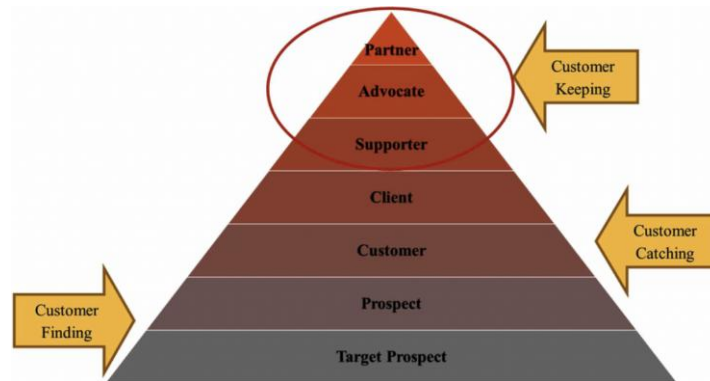 Partner
Customer
Keeping
Advocate
Supporter
Client
Customer
Catching
Customer
Prospect
Customer
Finding
Target Prospect